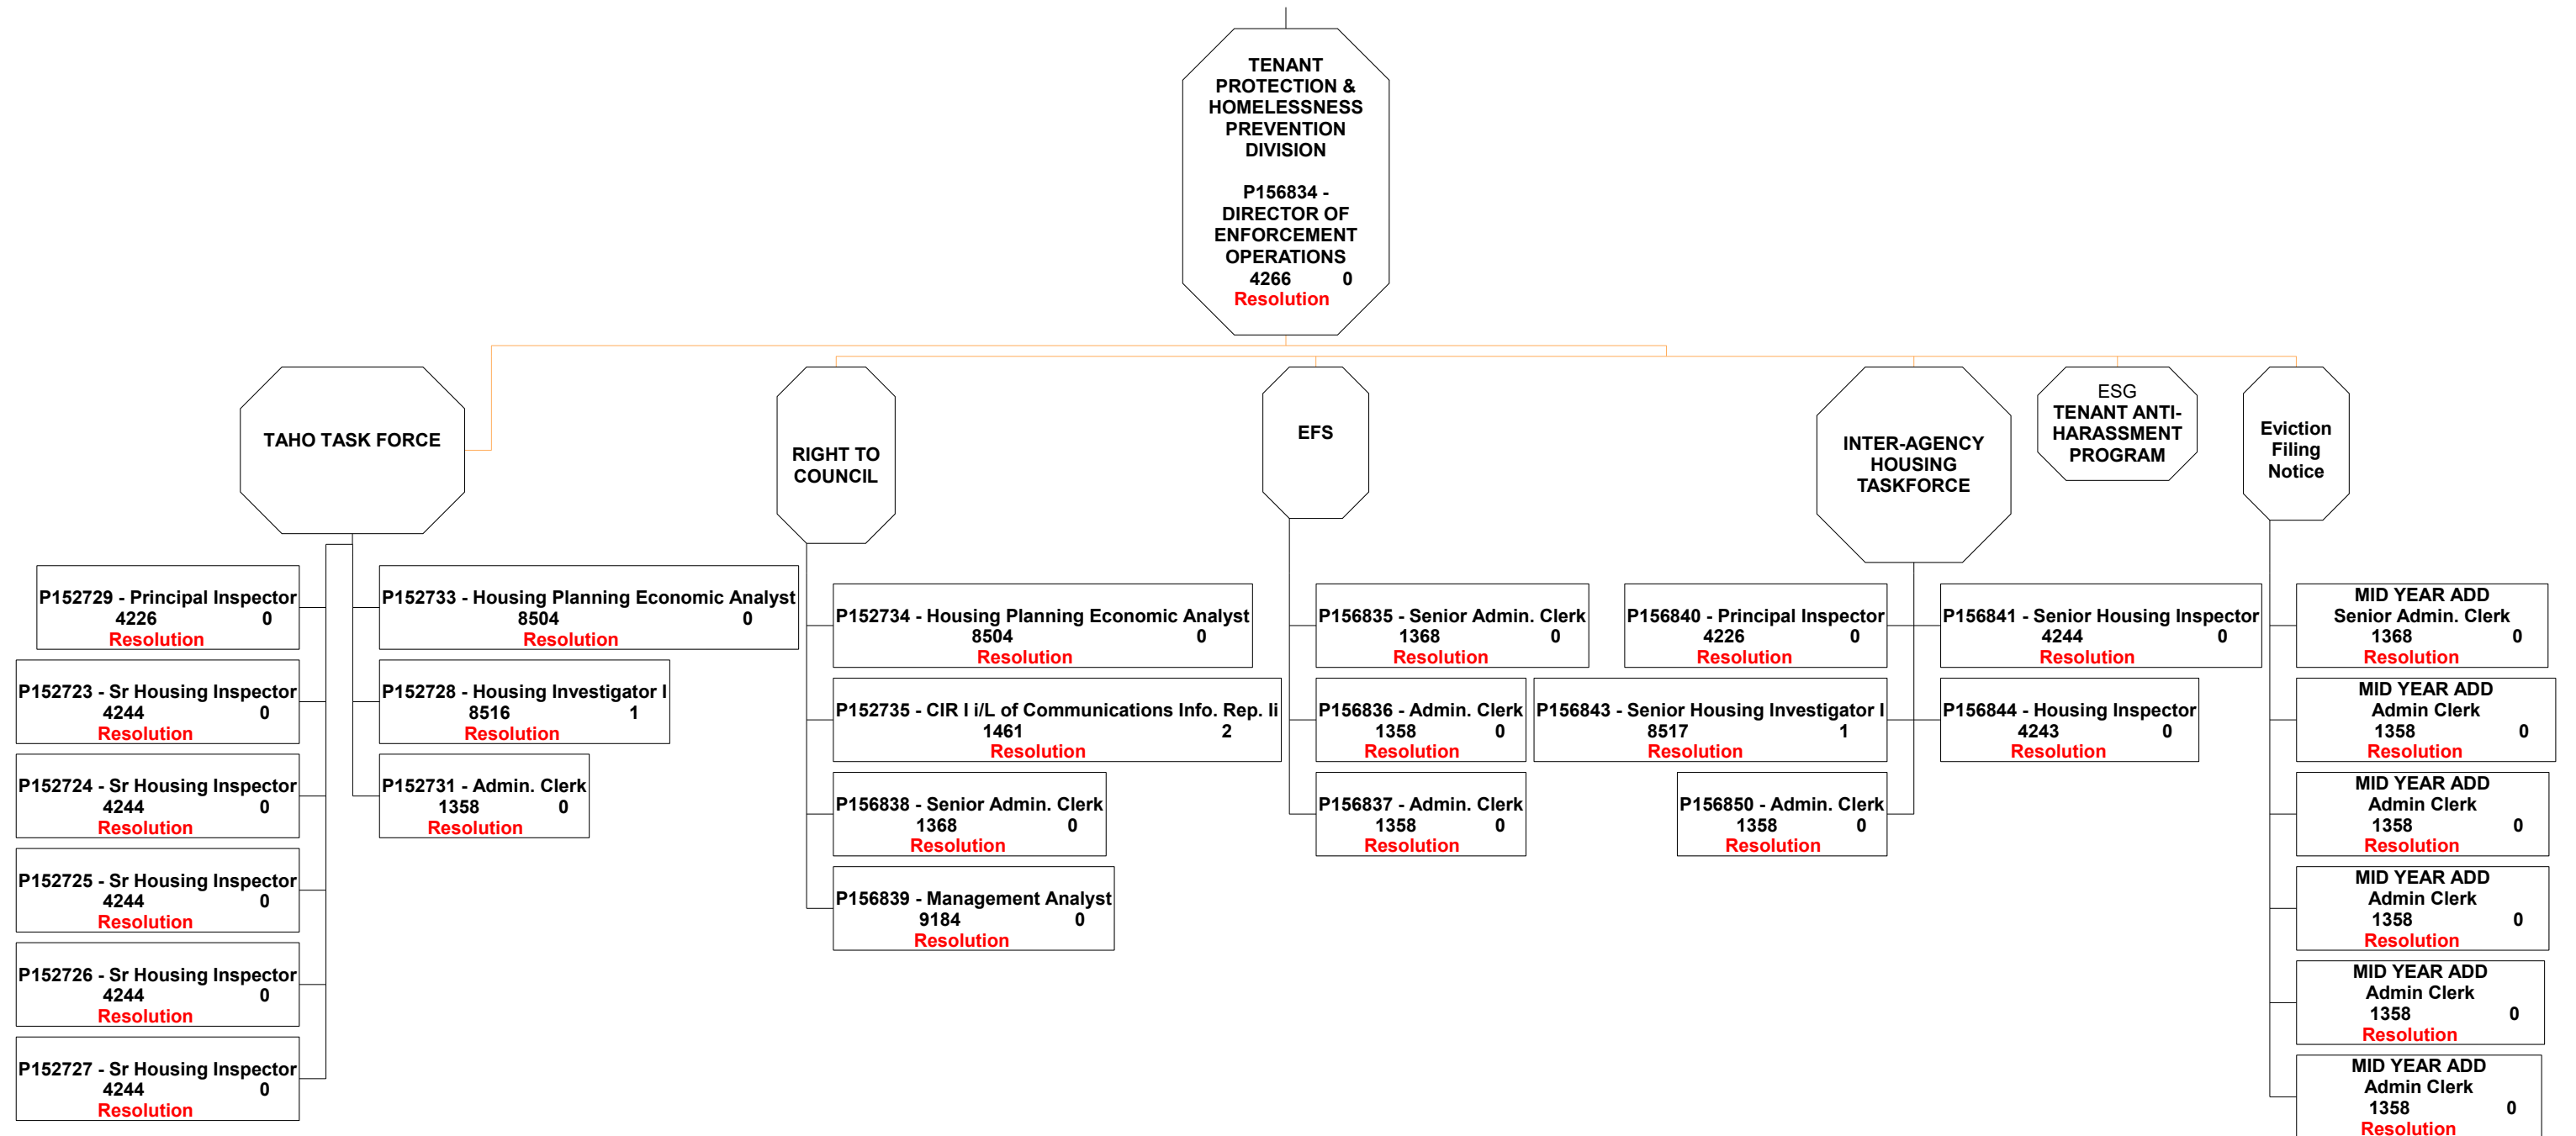 TENANT
PROTECTION &
HOMELESSNESS
PREVENTION
DIVISION
P156834 -
DIRECTOR OF
ENFORCEMENT
OPERATIONS
4266 0
Resolution
TAHO TASK FORCE
P152729 - Principal Inspector
4226 0
Resolution
P152723 - Sr Housing Inspector
4244 0
Resolution
P152724 - Sr Housing Inspector
4244 0
Resolution
P152725 - Sr Housing Inspector
4244 0
Resolution
P152726 - Sr Housing Inspector
4244 0
Resolution
P152727 - Sr Housing Inspector
4244 0
Resolution
P152733 - Housing Planning Economic Analyst
8504 0
Resolution
P152728 - Housing Investigator I
8516 1
Resolution
P152731 - Admin. Clerk
1358 0
Resolution
RIGHT TO
COUNCIL
P152734 - Housing Planning Economic Analyst
8504 0
Resolution
P152735 - CIR I i/L of Communications Info. Rep. Ii
1461 2
Resolution
P156838 - Senior Admin. Clerk
1368 0
Resolution
P156839 - Management Analyst
9184 0
Resolution
EFS
P156835 - Senior Admin. Clerk
1368 0
Resolution
P156836 - Admin. Clerk
1358 0
Resolution
P156837 - Admin. Clerk
1358 0
Resolution
INTER-AGENCY
HOUSING
TASKFORCE
P156840 - Principal Inspector
4226 0
Resolution
P156843 - Senior Housing Investigator I
8517 1
Resolution
P156850 - Admin. Clerk
1358 0
Resolution
P156841 - Senior Housing Inspector
4244 0
Resolution
P156844 - Housing Inspector
4243 0
Resolution
ESG
TENANT ANTI-
HARASSMENT
PROGRAM
Eviction
Filing
Notice
MID YEAR ADD
Senior Admin. Clerk
1368 0
Resolution
MID YEAR ADD
Admin Clerk
1358 0
Resolution
MID YEAR ADD
Admin Clerk
1358 0
Resolution
MID YEAR ADD
Admin Clerk
1358 0
Resolution
MID YEAR ADD
Admin Clerk
1358 0
Resolution
MID YEAR ADD
Admin Clerk
1358 0
Resolution